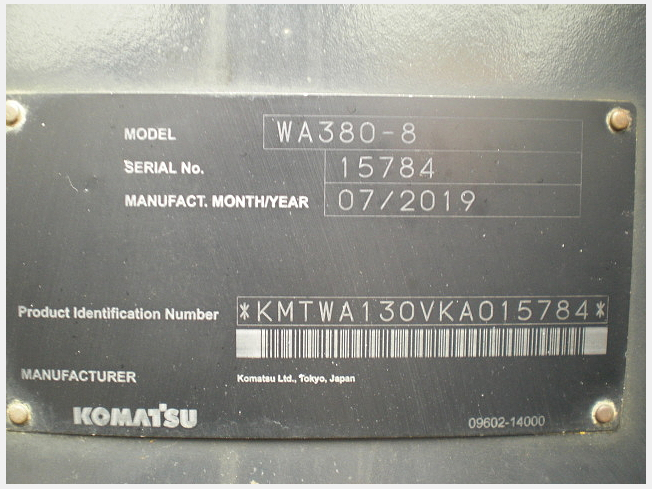 MODEL WA380-8
SERIAL No. 15784
MANUFACT. MONTH/YEAR 07/2019
Product Identification Number *KMTWA130VKA015784*
MANUFACTURER Komatsu Ltd., Tokyo, Japan
KOMATSU 09602-14000